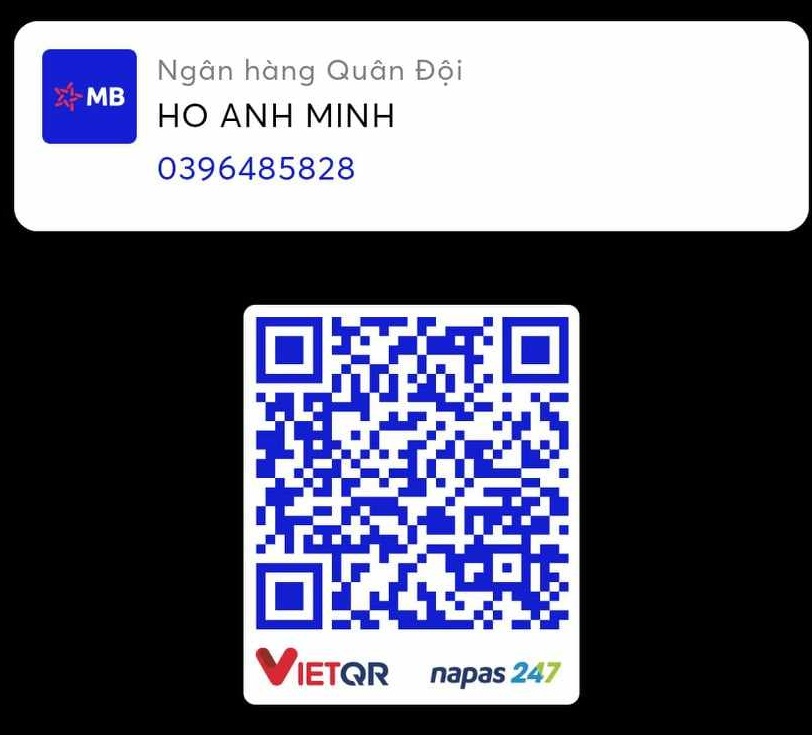 MB
Ngân hàng Quân Đội
HO ANH MINH
0396485828
VIETQR
napas 247